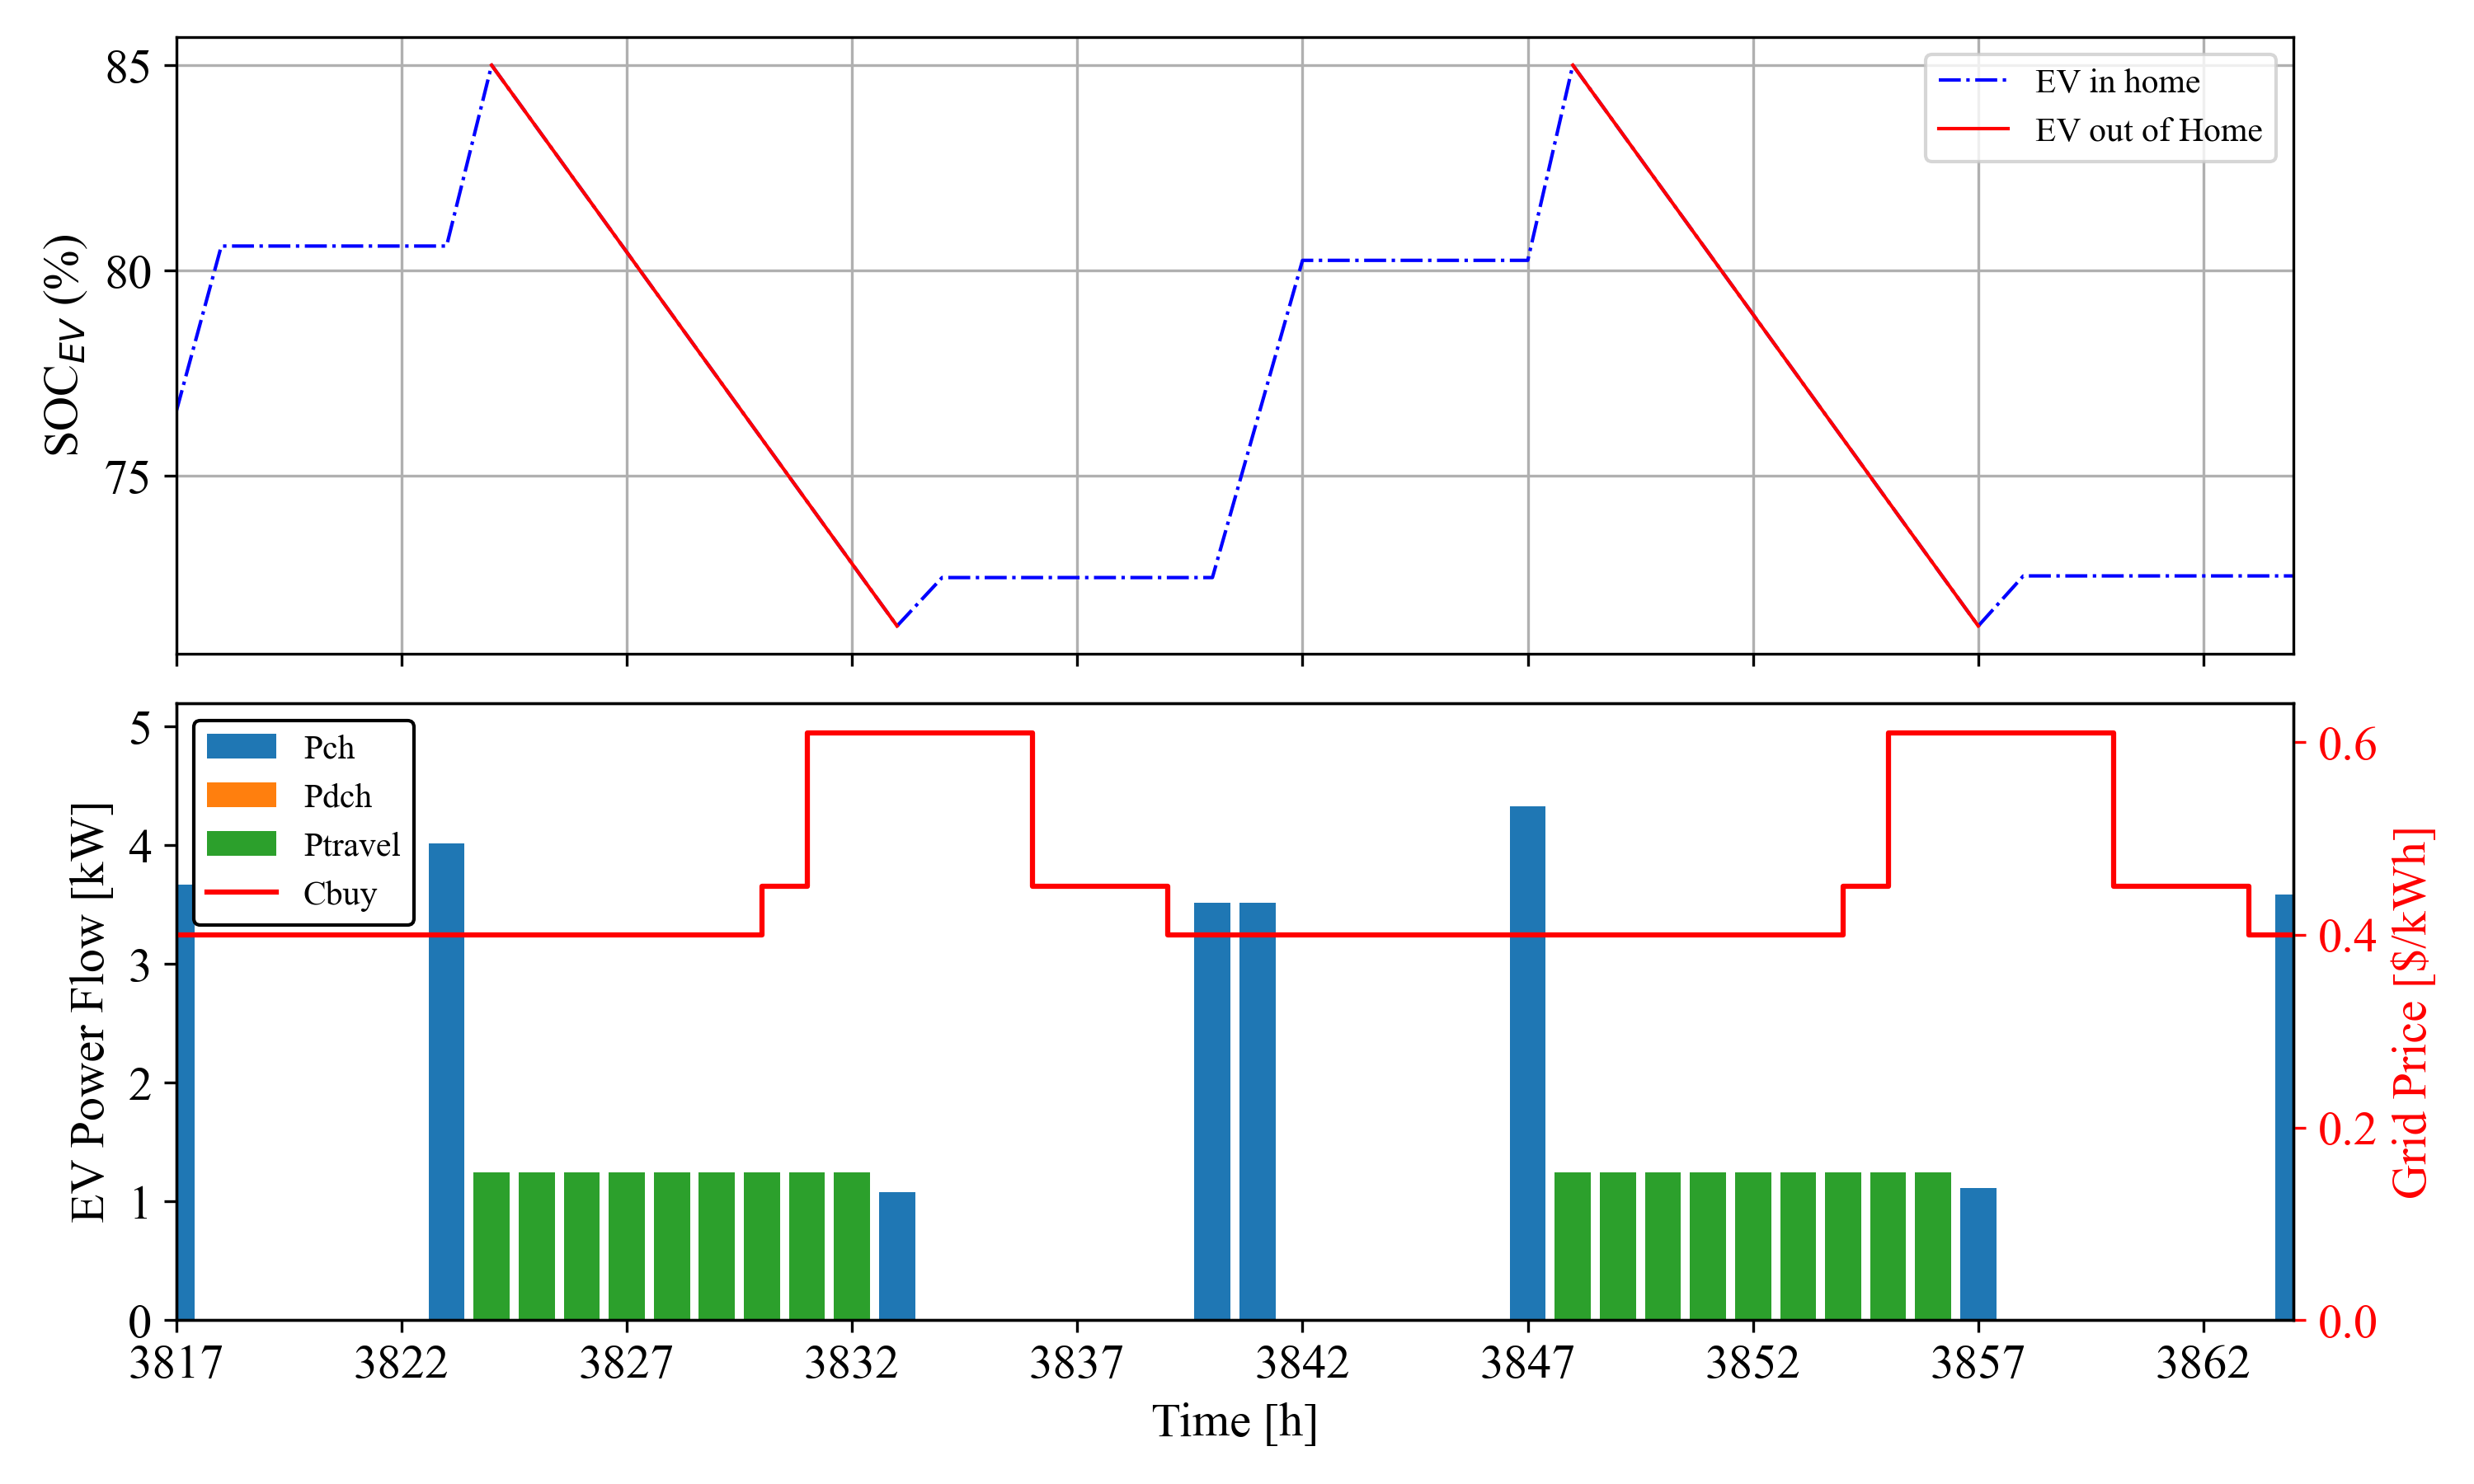 85
80
75
SOC_EV (%)
EV in home
EV out of Home
5
4
3
2
1
0
EV Power Flow [kW]
Pch
Pdch
Ptravel
Cbuy
0.6
0.4
0.2
0.0
Grid Price [$/kWh]
3817 3822 3827 3832 3837 3842 3847 3852 3857 3862
Time [h]